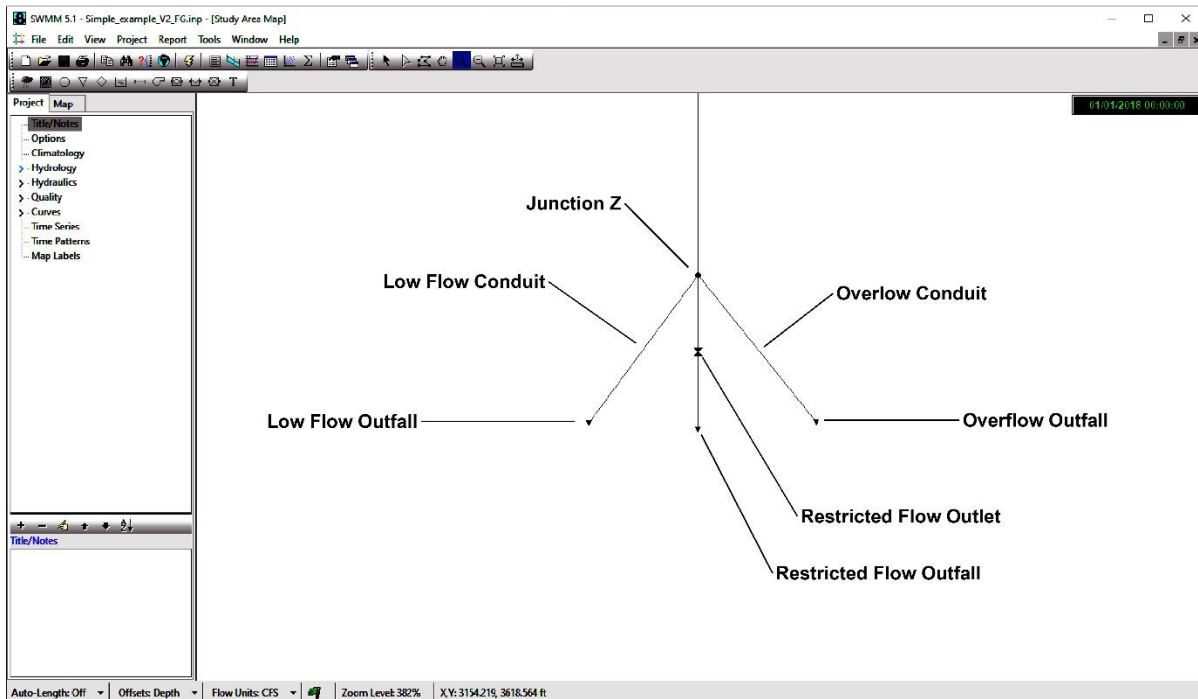 SWMM 5.1 - Simple_example_V2_FG.inp - [Study Area Map]
File Edit View Project Report Tools Window Help
Project Map
01/01/2018 00:00:00
Title/Notes
Options
Climatology
Hydrology
Hydraulics
Quality
Curves
Time Series
Time Patterns
Map Labels
Junction Z
Low Flow Conduit
Overlow Conduit
Low Flow Outfall
Overflow Outfall
Restricted Flow Outlet
Restricted Flow Outfall
Title/Notes
Auto-Length: Off Offsets: Depth Flow Units: CFS Zoom Level: 382% X,Y: 3154.219, 3618.564 ft